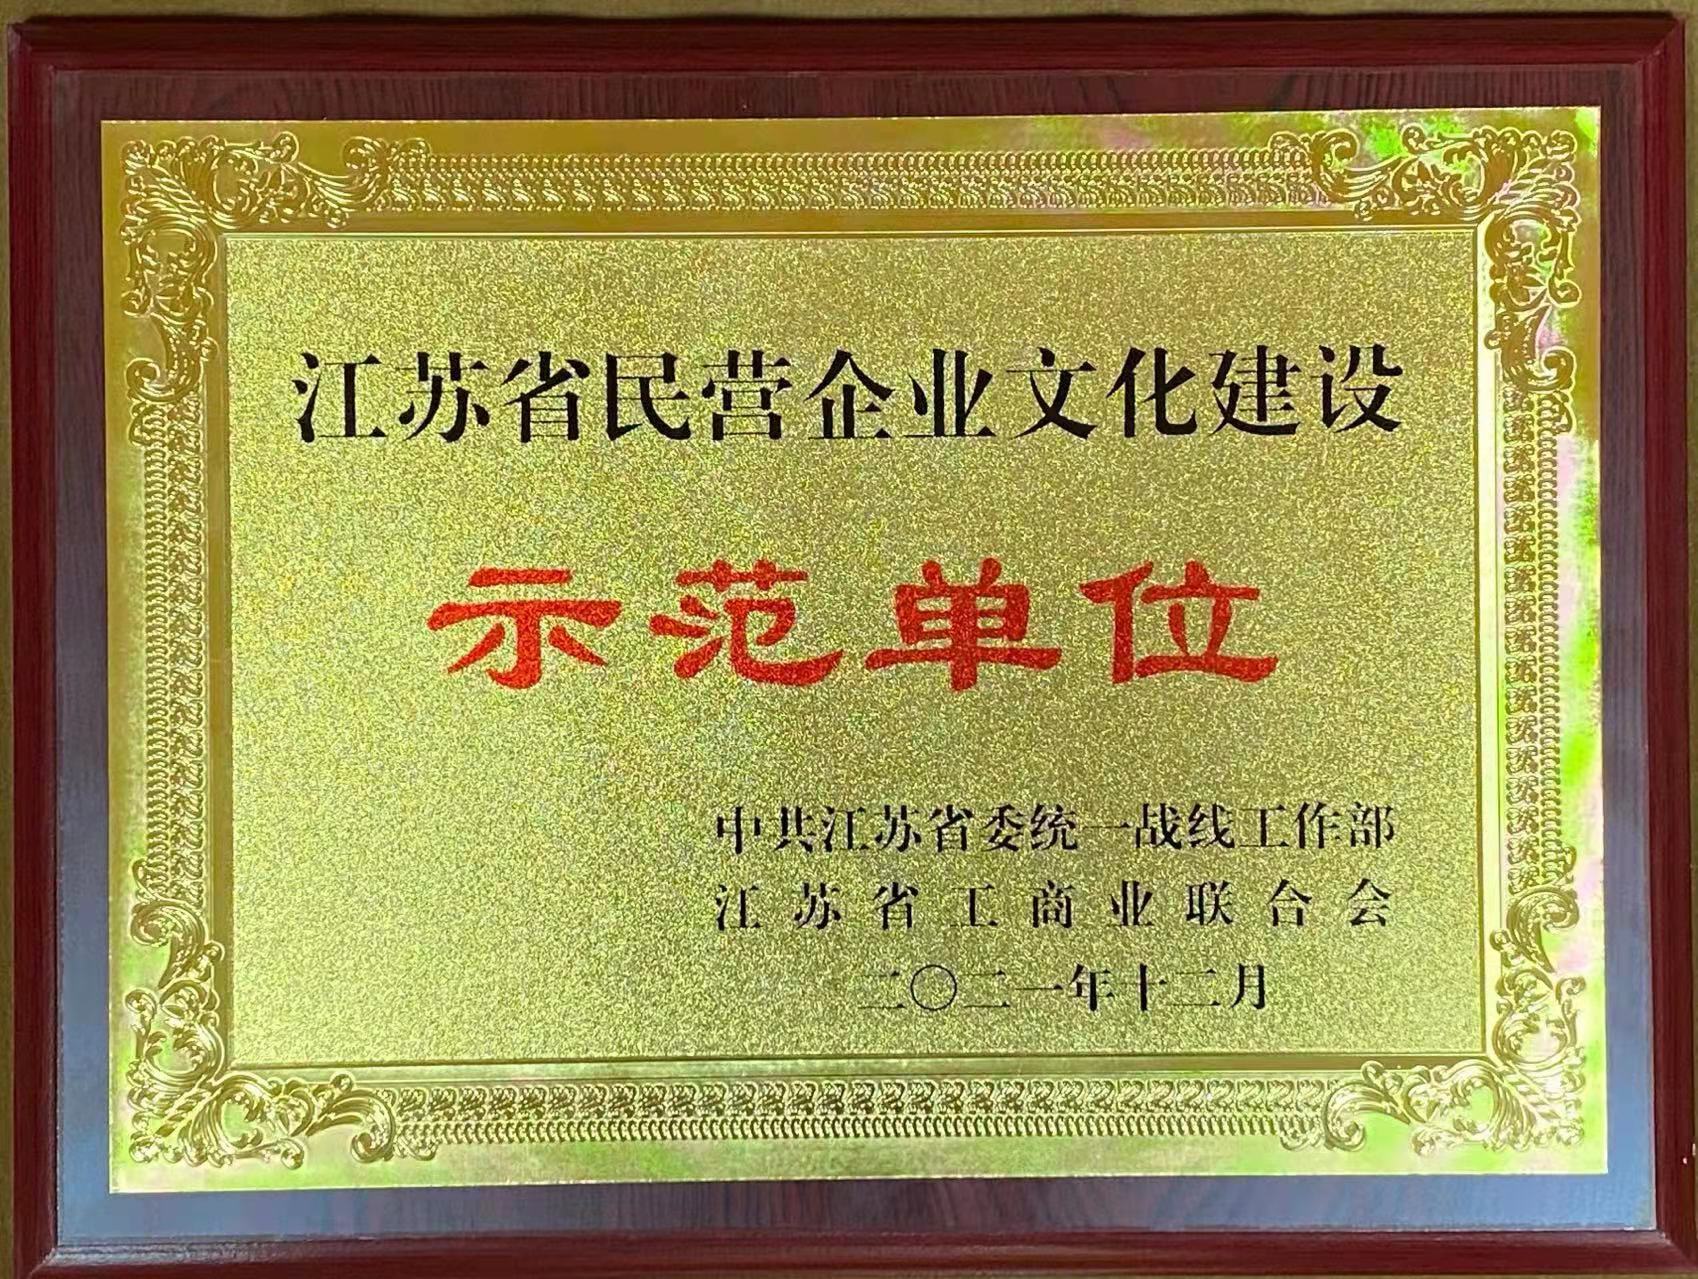 江苏省民营企业文化建设
示范单位
中共江苏省委统一战线工作部
江苏省工商业联合会
二〇二一年十二月